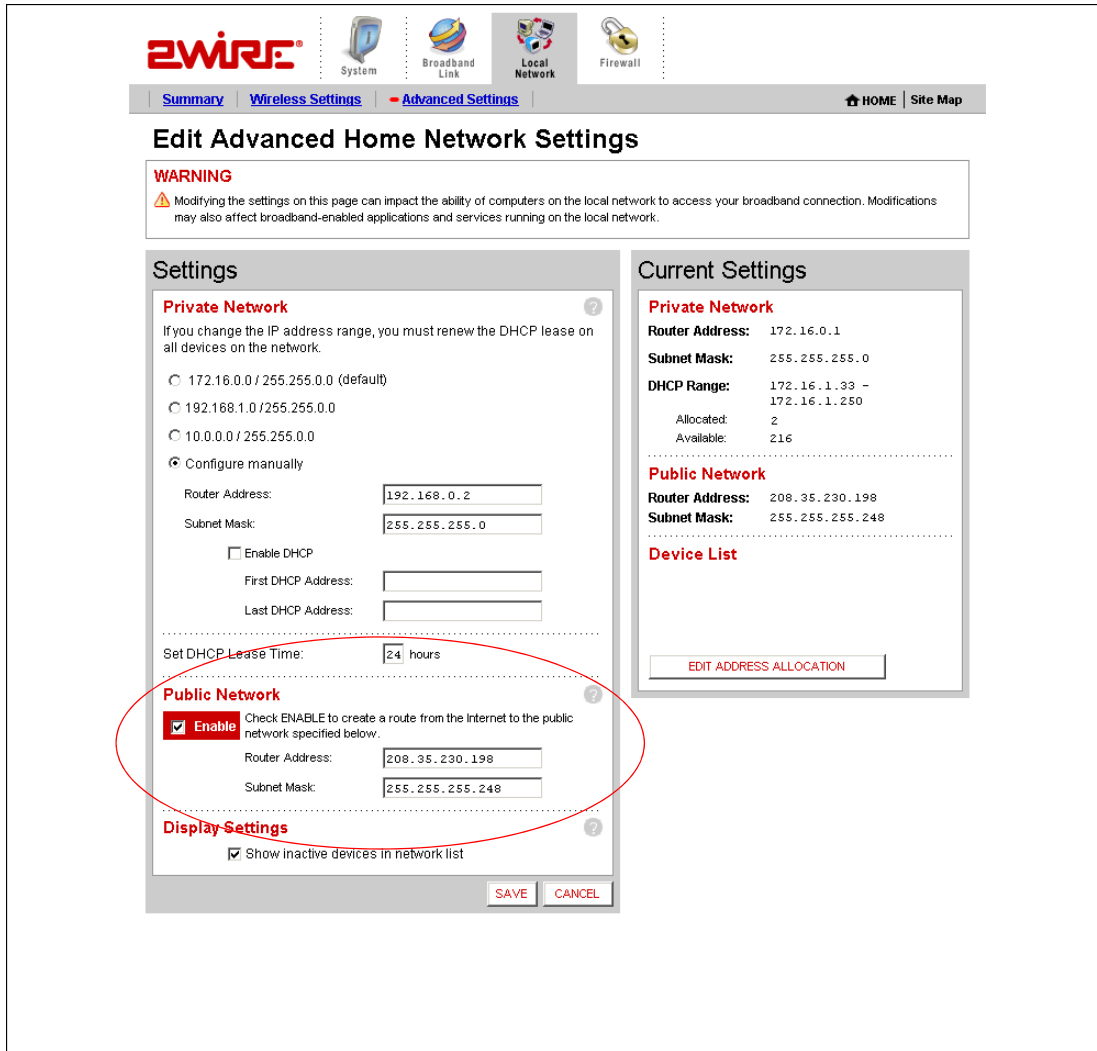 2WIRE®
System
Broadband
Link
Local
Network
Firewall
Summary
Wireless Settings
Advanced Settings
HOME
Site Map
Edit Advanced Home Network Settings
WARNING
Modifying the settings on this page can impact the ability of computers on the local network to access your broadband connection. Modifications
may also affect broadband-enabled applications and services running on the local network.
Settings
Private Network
If you change the IP address range, you must renew the DHCP lease on
all devices on the network.
172.16.0.0 / 255.255.0.0 (default)
192.168.1.0 / 255.255.0.0
10.0.0.0 / 255.255.0.0
Configure manually
Router Address: 192.168.0.2
Subnet Mask: 255.255.255.0
Enable DHCP
First DHCP Address:
Last DHCP Address:
Set DHCP Lease Time: 24 hours
Public Network
Enable
Check ENABLE to create a route from the Internet to the public
network specified below.
Router Address: 208.35.230.198
Subnet Mask: 255.255.255.248
Display Settings
Show inactive devices in network list
SAVE
CANCEL
Current Settings
Private Network
Router Address: 172.16.0.1
Subnet Mask: 255.255.255.0
DHCP Range: 172.16.1.33 -
172.16.1.250
Allocated: 2
Available: 216
Public Network
Router Address: 208.35.230.198
Subnet Mask: 255.255.255.248
Device List
EDIT ADDRESS ALLOCATION